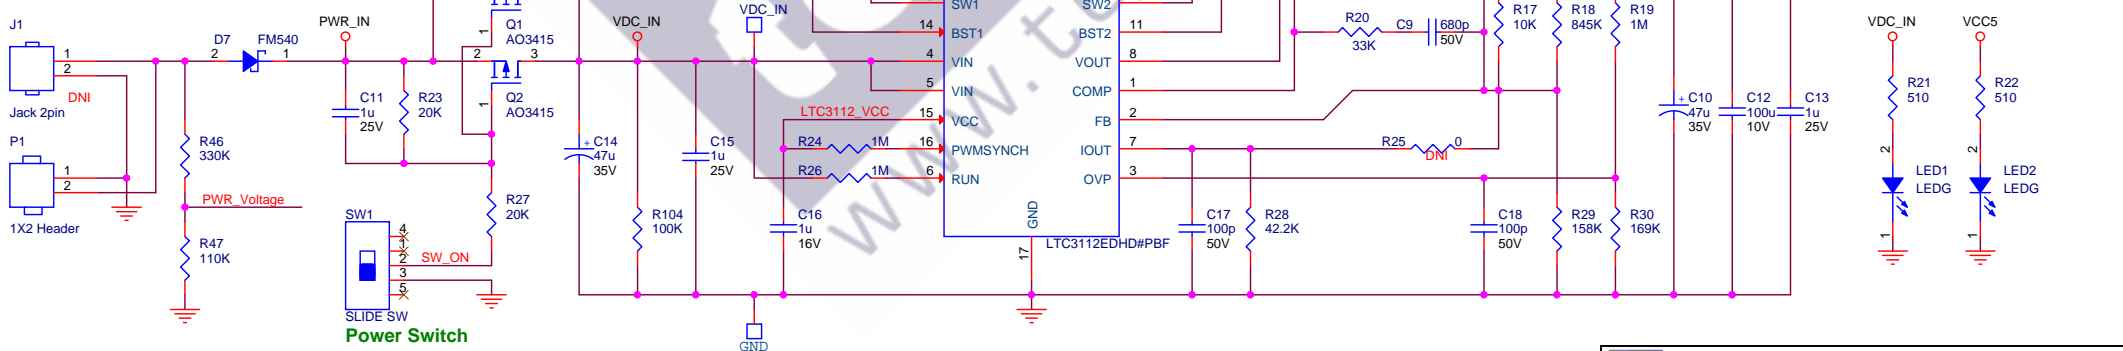 J1
1
2
DNI
Jack 2pin
P1
1
2
1X2 Header
D7
FM540
2
1
R46
330K
PWR_Voltage
R47
110K
PWR_IN
C11
1u
25V
R23
20K
1
Q1
AO3415
2
3
1
Q2
AO3415
R27
20K
SW1
4
1
2
3
5
SW_ON
SLIDE SW
Power Switch
VDC_IN
C14
47u
35V
R104
100K
C15
1u
25V
VDC_IN
LTC3112_VCC
R24
1M
R26
1M
C16
1u
16V
GND
SW1
14
BST1
4
VIN
5
VIN
15
VCC
16
PWMSYNCH
6
RUN
GND
17
SW2
11
BST2
8
VOUT
1
COMP
2
FB
7
IOUT
3
OVP
LTC3112EDHD#PBF
R20
33K
C9
680p
50V
R17
10K
R18
845K
R19
1M
R25
0
DNI
C17
100p
50V
R28
42.2K
C18
100p
50V
R29
158K
R30
169K
C10
47u
35V
C12
100u
10V
C13
1u
25V
VDC_IN
R21
510
2
LED1
LEDG
1
VCC5
R22
510
2
LED2
LEDG
1